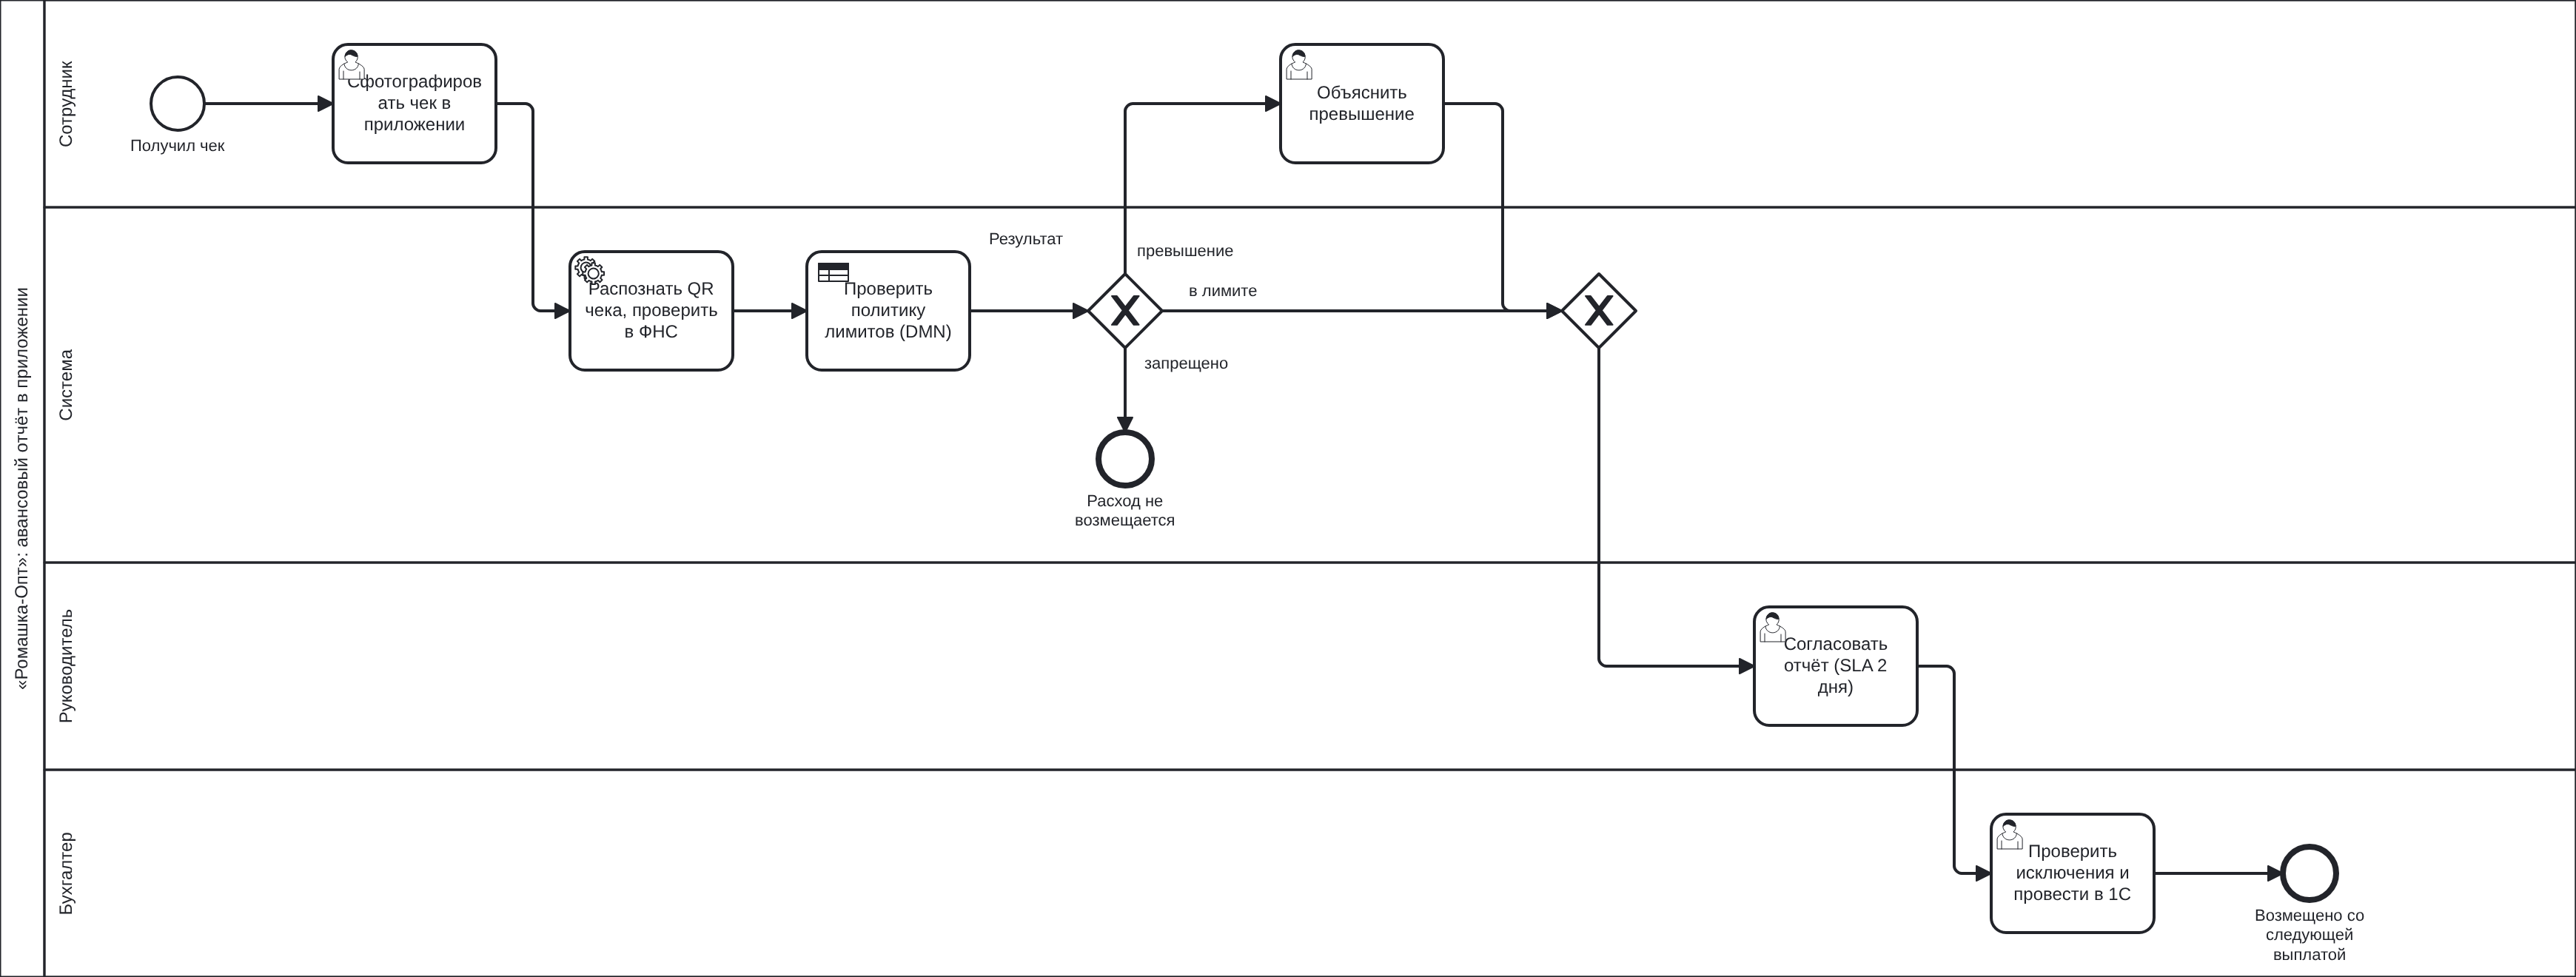 «Ромашка-Опт»: авансовый отчёт в приложении
Сотрудник
Получил чек
Сфотографиров
ать чек в
приложении
Объяснить
превышение
Система
Распознать QR
чека, проверить
в ФНС
Проверить
политику
лимитов (DMN)
Результат
превышение
в лимите
запрещено
Расход не
возмещается
Руководитель
Согласовать
отчёт (SLA 2
дня)
Бухгалтер
Проверить
исключения и
провести в 1С
Возмещено со
следующей
выплатой